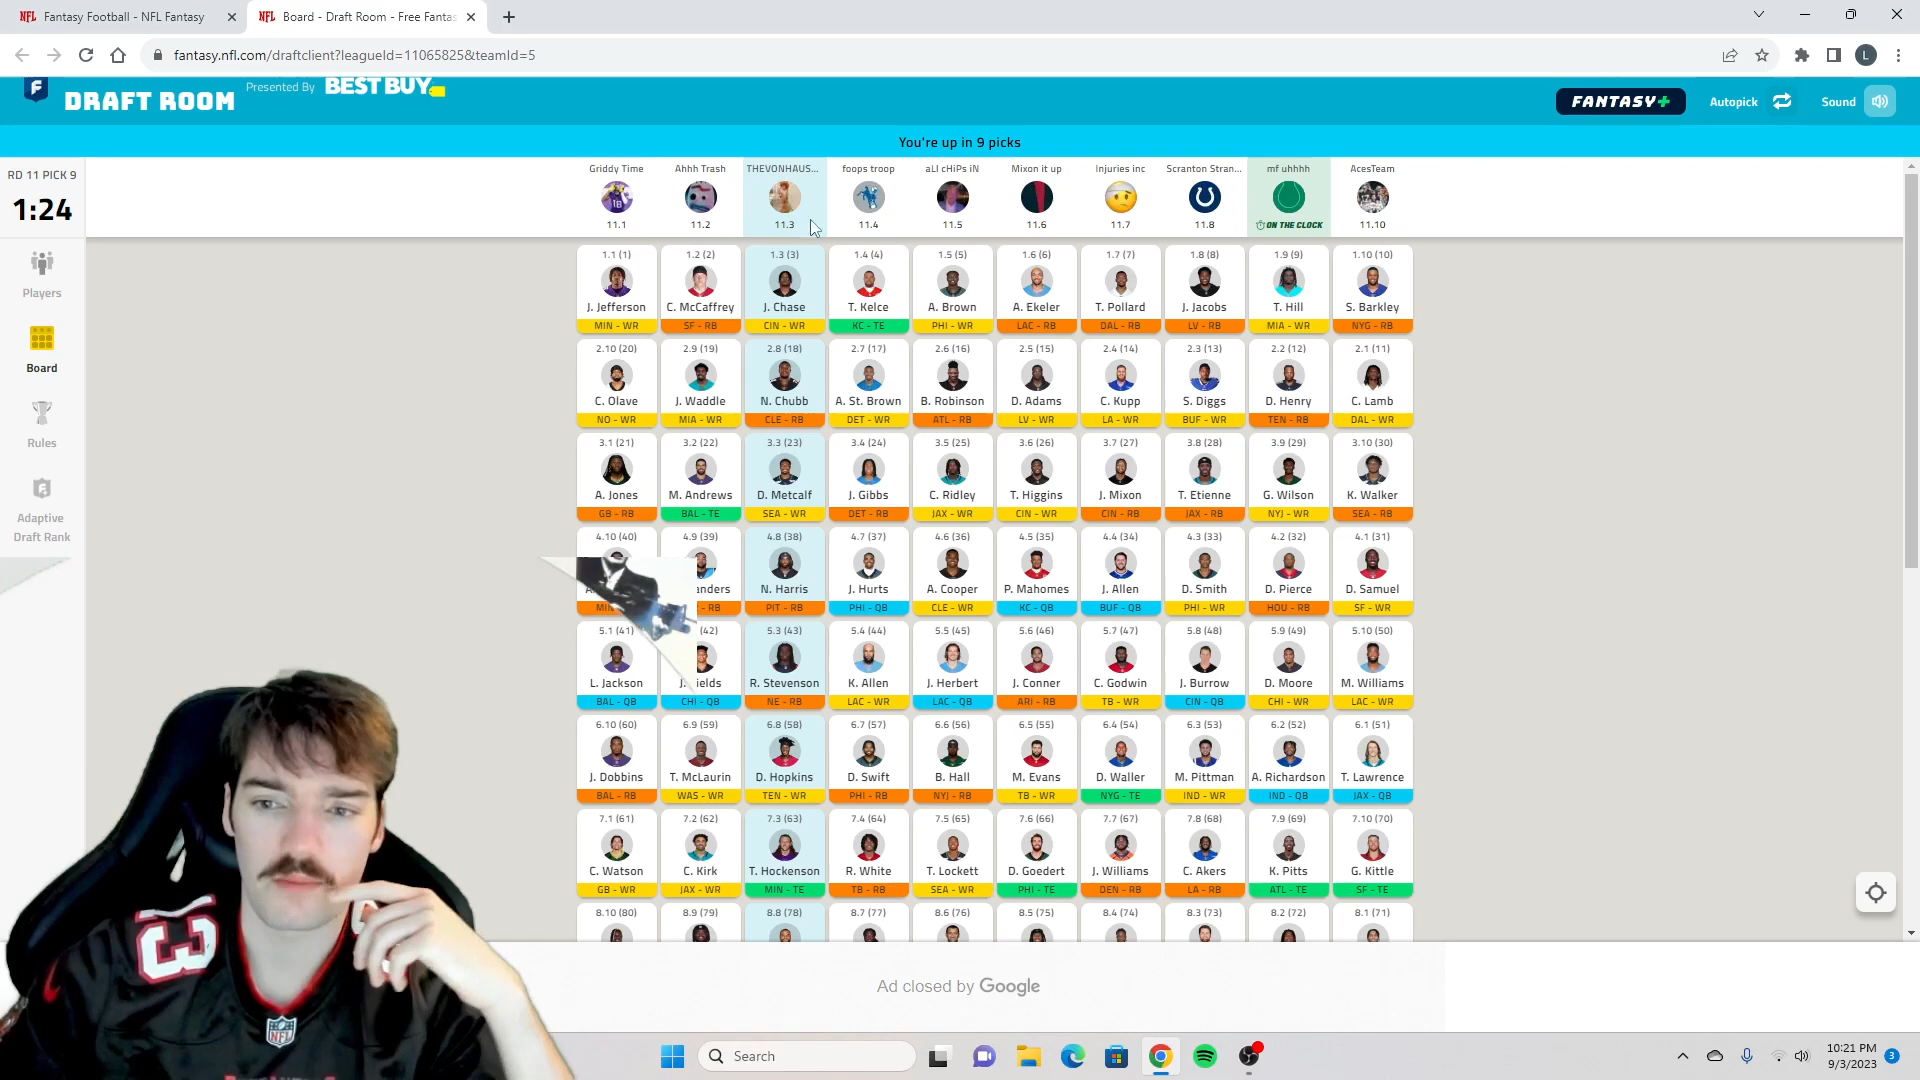 NFL Fantasy Football - NFL Fantasy
NFL Board - Draft Room - Free Fantas
fantasy.nfl.com/draftclient?leagueId=11065825&teamId=5
L
F DRAFT ROOM Presented By BEST BUY
FANTASY+ Autopick Sound
You're up in 9 picks
RD 11 PICK 9
1:24
Players
Board
Rules
Adaptive
Draft Rank
Griddy Time Ahhh Trash THEVONHAUS... foops troop aLl cHiPs iN Mixon it up Injuries inc Scranton Stran... mf uhhhh AcesTeam
11.1 11.2 11.3 11.4 11.5 11.6 11.7 11.8 ON THE CLOCK 11.10
1.1 (1) 1.2 (2) 1.3 (3) 1.4 (4) 1.5 (5) 1.6 (6) 1.7 (7) 1.8 (8) 1.9 (9) 1.10 (10)
J. Jefferson C. McCaffrey J. Chase T. Kelce A. Brown A. Ekeler T. Pollard J. Jacobs T. Hill S. Barkley
MIN - WR SF - RB CIN - WR KC - TE PHI - WR LAC - RB DAL - RB LV - RB MIA - WR NYG - RB
2.10 (20) 2.9 (19) 2.8 (18) 2.7 (17) 2.6 (16) 2.5 (15) 2.4 (14) 2.3 (13) 2.2 (12) 2.1 (11)
C. Olave J. Waddle N. Chubb A. St. Brown B. Robinson D. Adams C. Kupp S. Diggs D. Henry C. Lamb
NO - WR MIA - WR CLE - RB DET - WR ATL - RB LV - WR LA - WR BUF - WR TEN - RB DAL - WR
3.1 (21) 3.2 (22) 3.3 (23) 3.4 (24) 3.5 (25) 3.6 (26) 3.7 (27) 3.8 (28) 3.9 (29) 3.10 (30)
A. Jones M. Andrews D. Metcalf J. Gibbs C. Ridley T. Higgins J. Mixon T. Etienne G. Wilson K. Walker
GB - RB BAL - TE SEA - WR DET - RB JAX - WR CIN - WR CIN - RB JAX - RB NYJ - WR SEA - RB
4.10 (40) 4.9 (39) 4.8 (38) 4.7 (37) 4.6 (36) 4.5 (35) 4.4 (34) 4.3 (33) 4.2 (32) 4.1 (31)
anders N. Harris J. Hurts A. Cooper P. Mahomes J. Allen D. Smith D. Pierce D. Samuel
MIN - RB PIT - RB PHI - QB CLE - WR KC - QB BUF - QB PHI - WR HOU - RB SF - WR
5.1 (41) (42) 5.3 (43) 5.4 (44) 5.5 (45) 5.6 (46) 5.7 (47) 5.8 (48) 5.9 (49) 5.10 (50)
L. Jackson J. ields R. Stevenson K. Allen J. Herbert J. Conner C. Godwin J. Burrow D. Moore M. Williams
BAL - QB CHI - QB NE - RB LAC - WR LAC - QB ARI - RB TB - WR CIN - QB CHI - WR LAC - WR
6.10 (60) 6.9 (59) 6.8 (58) 6.7 (57) 6.6 (56) 6.5 (55) 6.4 (54) 6.3 (53) 6.2 (52) 6.1 (51)
J. Dobbins T. McLaurin D. Hopkins D. Swift B. Hall M. Evans D. Waller M. Pittman A. Richardson T. Lawrence
BAL - RB WAS - WR TEN - WR PHI - RB NYJ - RB TB - WR NYG - TE IND - WR IND - QB JAX - QB
7.1 (61) 7.2 (62) 7.3 (63) 7.4 (64) 7.5 (65) 7.6 (66) 7.7 (67) 7.8 (68) 7.9 (69) 7.10 (70)
C. Watson C. Kirk T. Hockenson R. White T. Lockett D. Goedert J. Williams C. Akers K. Pitts G. Kittle
GB - WR JAX - WR MIN - TE TB - RB SEA - WR PHI - TE DEN - RB LA - RB ATL - TE SF - TE
8.10 (80) 8.9 (79) 8.8 (78) 8.7 (77) 8.6 (76) 8.5 (75) 8.4 (74) 8.3 (73) 8.2 (72) 8.1 (71)
Ad closed by Google
NFL
Search
10:21 PM
9/3/2023
3